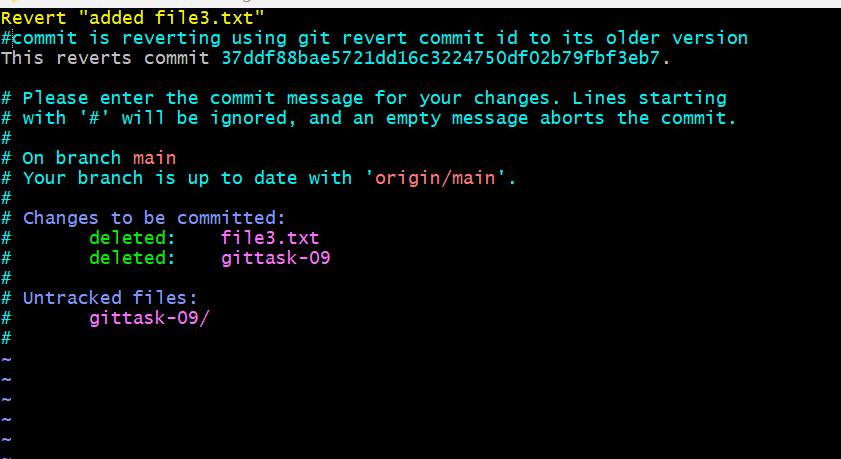 Revert "added file3.txt"
#commit is reverting using git revert commit id to its older version
This reverts commit 37ddf88bae5721dd16c3224750df02b79fbf3eb7.
# Please enter the commit message for your changes. Lines starting
# with '#' will be ignored, and an empty message aborts the commit.
#
# On branch main
# Your branch is up to date with 'origin/main'.
#
# Changes to be committed:
#       deleted:    file3.txt
#       deleted:    gittask-09
#
# Untracked files:
#       gittask-09/
#
~
~
~
~
~